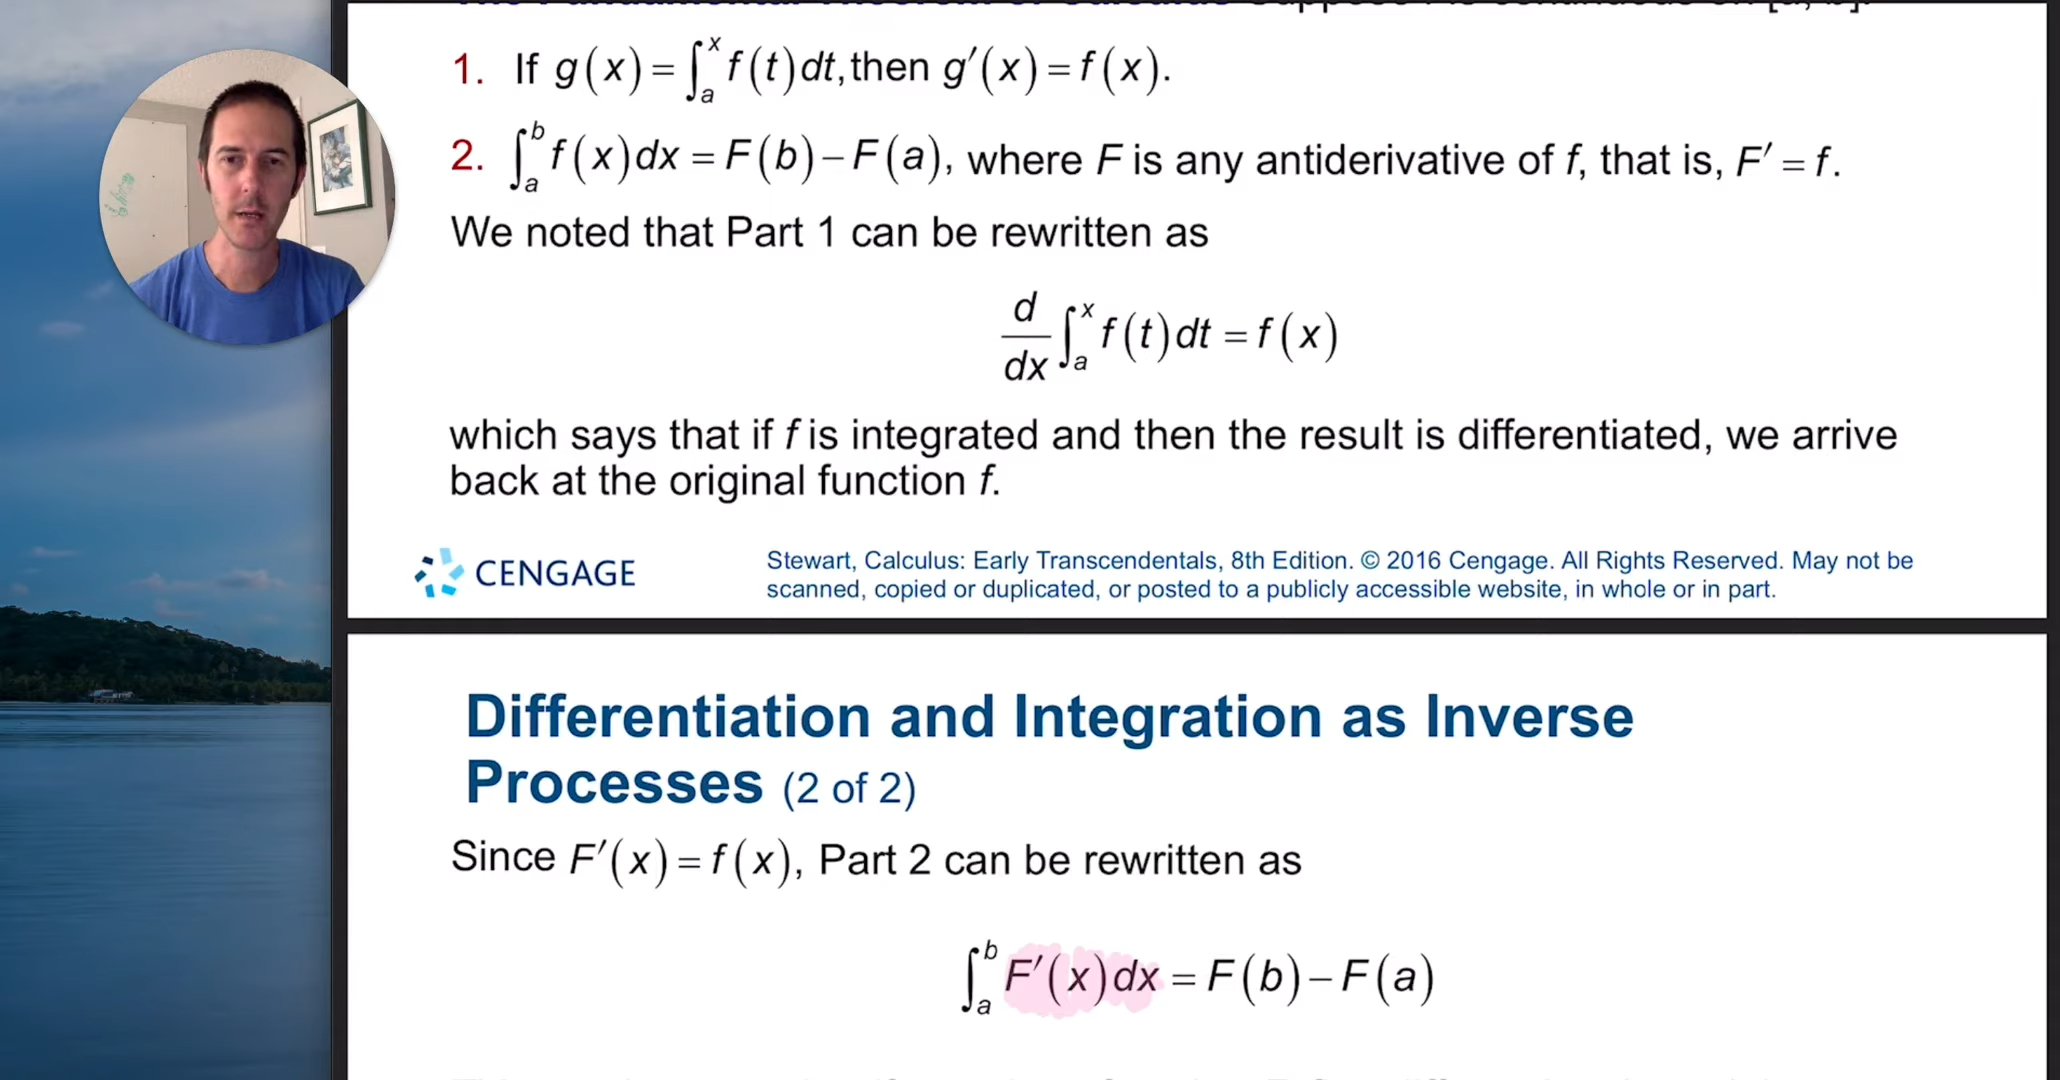 1. If g(x) = ∫ₐˣ f(t)dt, then g′(x) = f(x).
2. ∫ₐᵇ f(x)dx = F(b) − F(a), where F is any antiderivative of f, that is, F′ = f.
We noted that Part 1 can be rewritten as
d/dx ∫ₐˣ f(t)dt = f(x)
which says that if f is integrated and then the result is differentiated, we arrive
back at the original function f.
CENGAGE
Stewart, Calculus: Early Transcendentals, 8th Edition. © 2016 Cengage. All Rights Reserved. May not be
scanned, copied or duplicated, or posted to a publicly accessible website, in whole or in part.
Differentiation and Integration as Inverse
Processes (2 of 2)
Since F′(x) = f(x), Part 2 can be rewritten as
∫ₐᵇ F′(x)dx = F(b) − F(a)